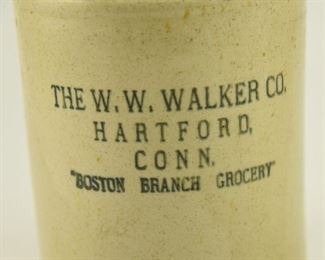 THE W. W. WALKER CO.
HARTFORD,
CONN.
"BOSTON BRANCH GROCERY"